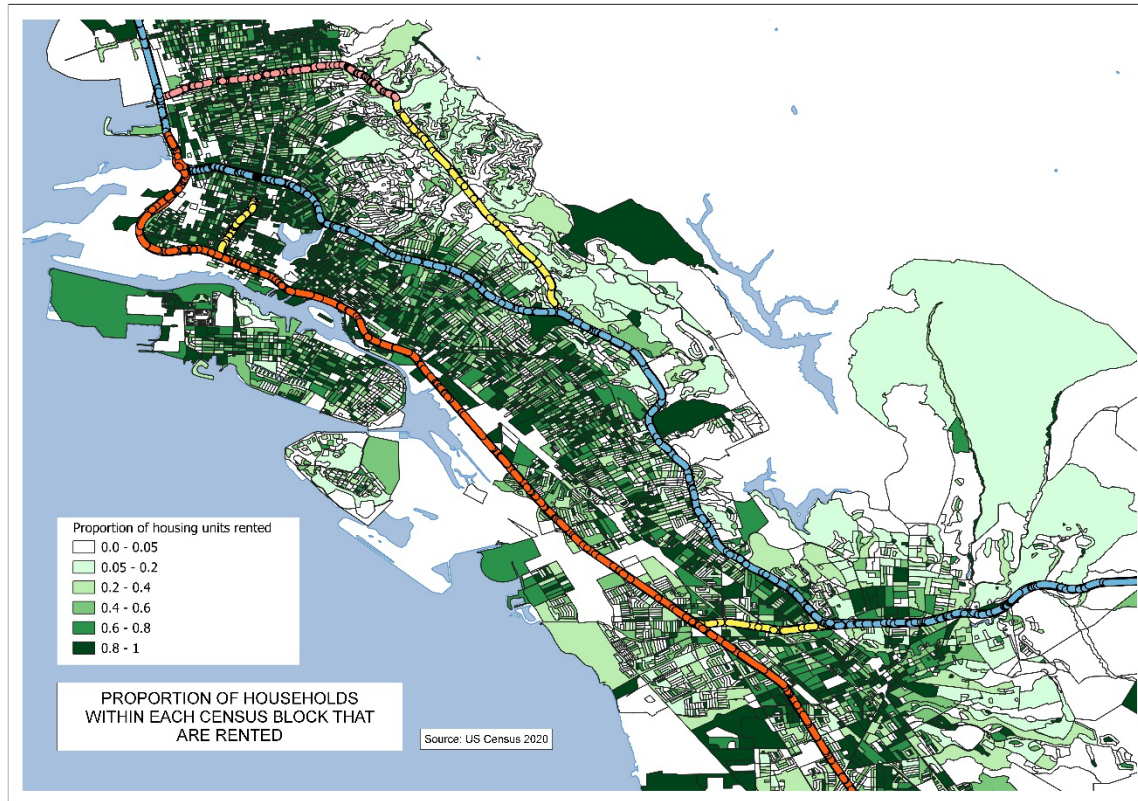 Proportion of housing units rented
0.0 - 0.05
0.05 - 0.2
0.2 - 0.4
0.4 - 0.6
0.6 - 0.8
0.8 - 1
PROPORTION OF HOUSEHOLDS
WITHIN EACH CENSUS BLOCK THAT
ARE RENTED
Source: US Census 2020